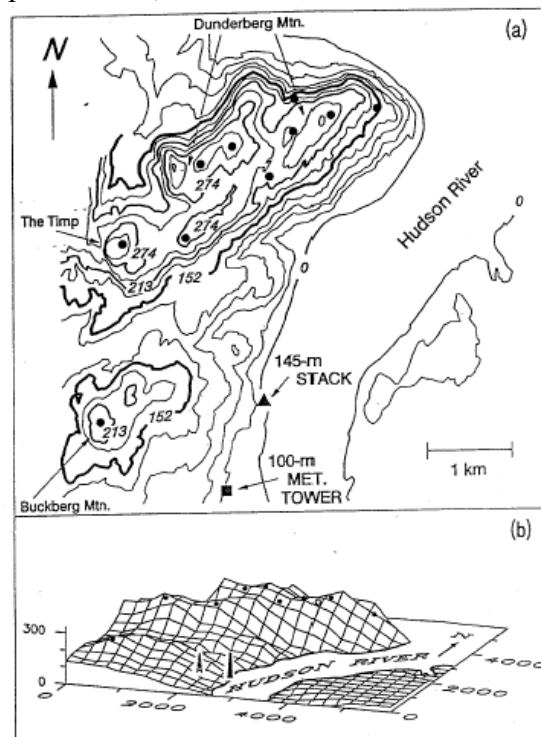 Dunderberg Mtn.
(a)
N
274
The Timp
274
274
213 152
Hudson River
0
0
145-m
STACK
152
213
100-m
MET.
TOWER
1 km
Buckberg Mtn.
(b)
300
0
0
2000
4000
HUDSON RIVER
N
4000
2000
0